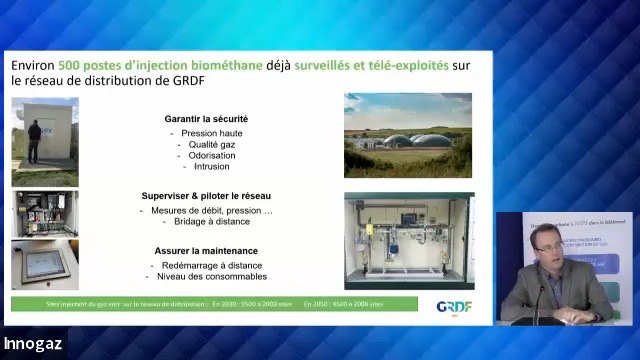 Environ 500 postes d'injection biométhane déjà surveillés et télé-exploités sur
le réseau de distribution de GRDF
Garantir la sécurité
- Pression haute
- Qualité gaz
- Odorisation
- Intrusion
Superviser & piloter le réseau
- Mesures de débit, pression ...
- Bridage à distance
Assurer la maintenance
- Redémarrage à distance
- Niveau des consommables
Sites injectant du gaz vert sur le réseau de distribution : En 2030 : 3500 à 2000 sites En 2050 : 4500 à 7000 sites
GRDF
Innogaz